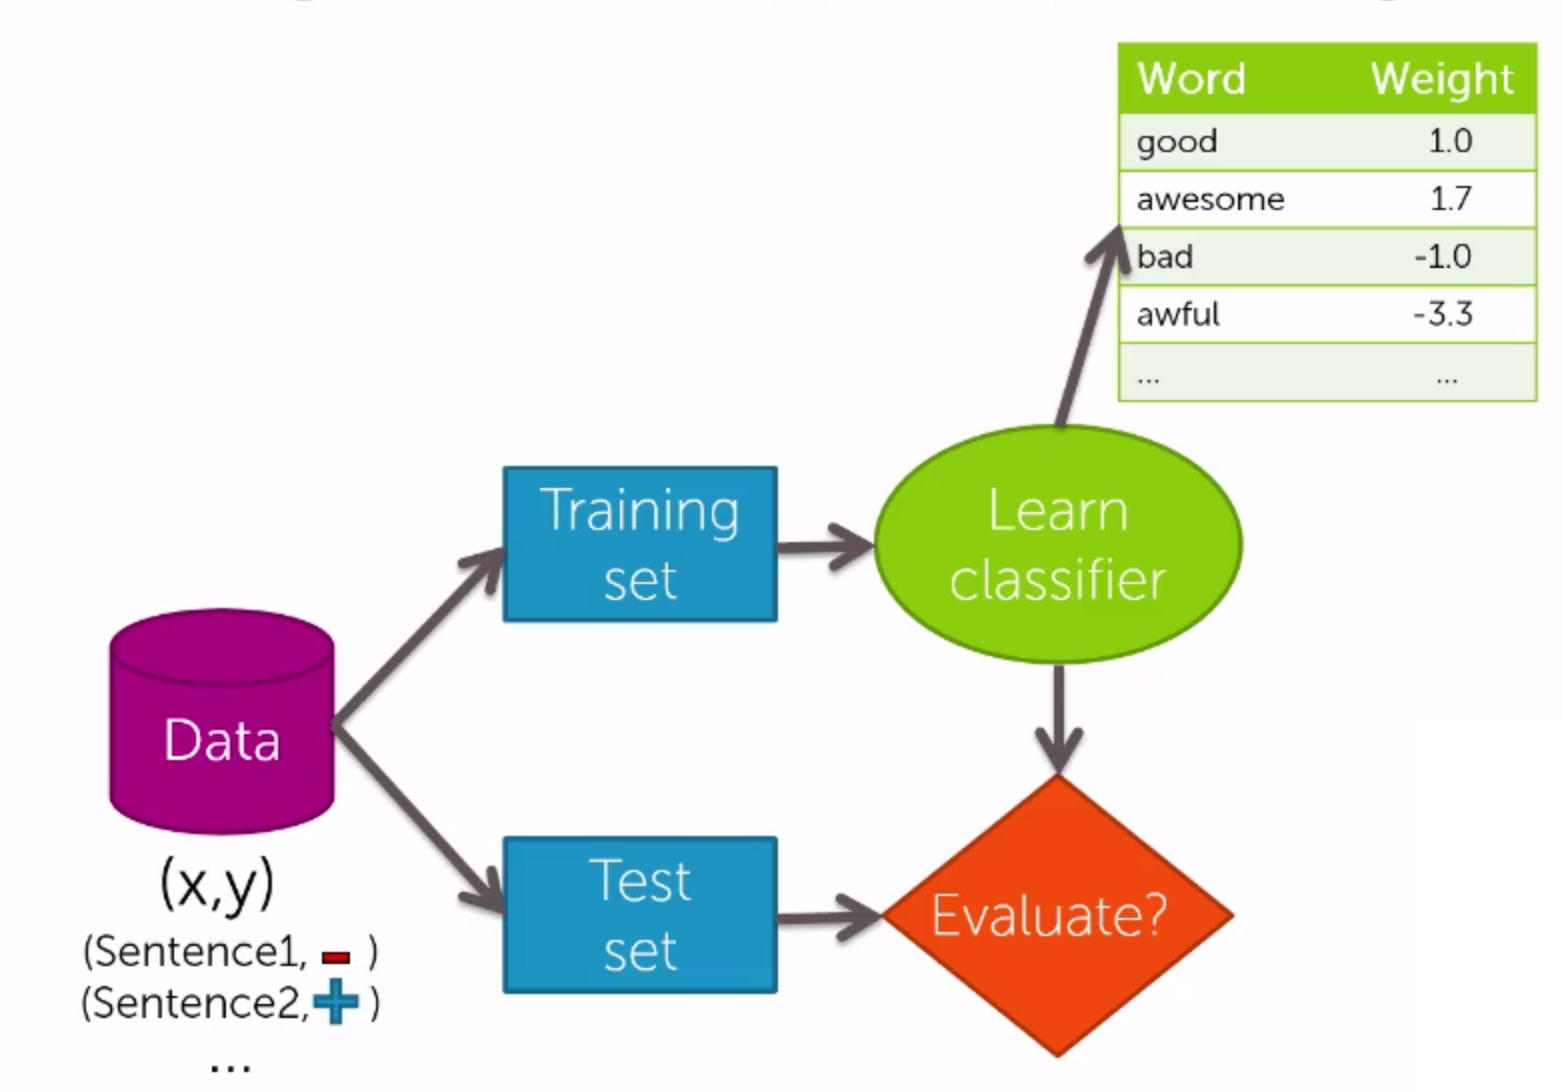 Word Weight
good 1.0
awesome 1.7
bad -1.0
awful -3.3
... ...
Training
set
Learn
classifier
Data
(x,y)
(Sentence1, - )
(Sentence2,+ )
...
Test
set
Evaluate?